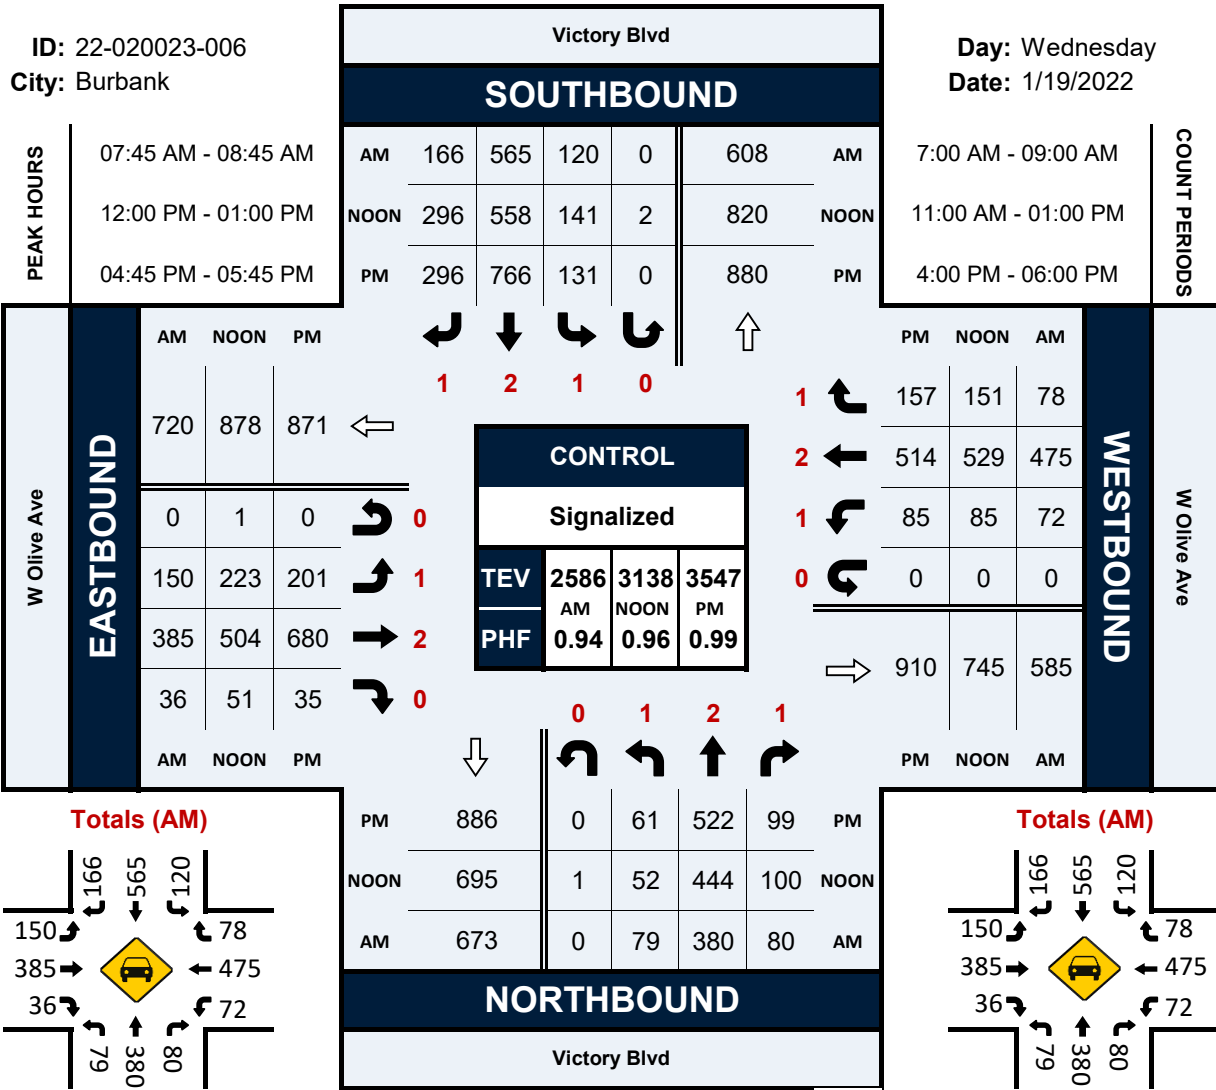 Victory Blvd
ID: 22-020023-006
City: Burbank
Day: Wednesday
Date: 1/19/2022
SOUTHBOUND
PEAK HOURS
07:45 AM - 08:45 AM
12:00 PM - 01:00 PM
04:45 PM - 05:45 PM
AM 166 565 120 0 608 AM
NOON 296 558 141 2 820 NOON
PM 296 766 131 0 880 PM
7:00 AM - 09:00 AM
11:00 AM - 01:00 PM
4:00 PM - 06:00 PM
COUNT PERIODS
1 2 1 0
W Olive Ave
EASTBOUND
AM NOON PM
720 878 871
0 1 0 0
150 223 201 1
385 504 680 2
36 51 35 0
AM NOON PM
CONTROL
Signalized
TEV 2586 3138 3547
AM NOON PM
PHF 0.94 0.96 0.99
PM NOON AM
1 157 151 78
2 514 529 475
1 85 85 72
0 0 0 0
910 745 585
PM NOON AM
WESTBOUND
W Olive Ave
0 1 2 1
PM 886 0 61 522 99 PM
NOON 695 1 52 444 100 NOON
AM 673 0 79 380 80 AM
NORTHBOUND
Victory Blvd
Totals (AM)
166 565 120
150 78
385 475
36 72
79 380 80
Totals (AM)
166 565 120
150 78
385 475
36 72
79 380 80